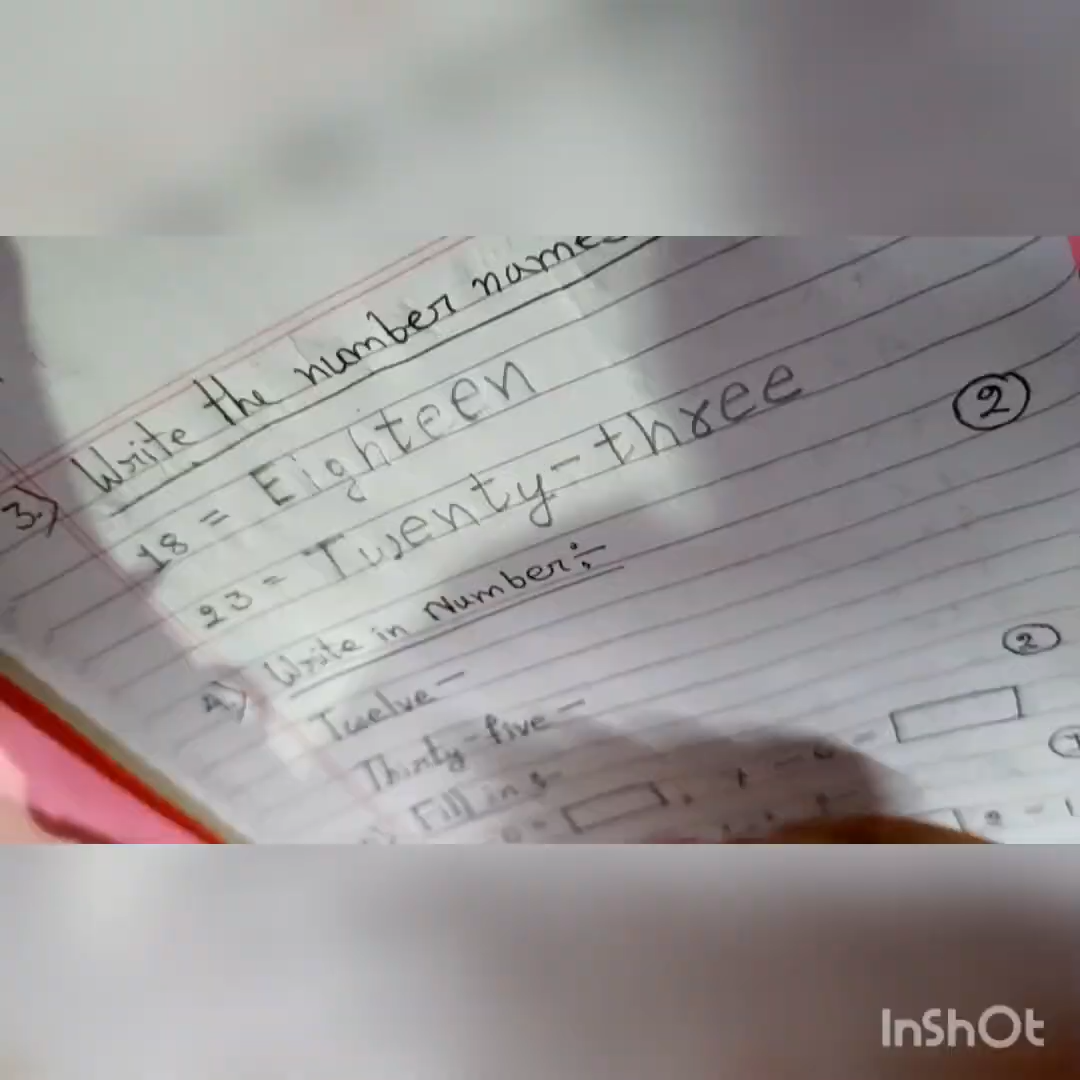 3.) Write the number names
18 = Eighteen
23 = Twenty-three
2
4.) Write in Number:-
Twelve -
2
Thirty-five -
Fill in
InShOt